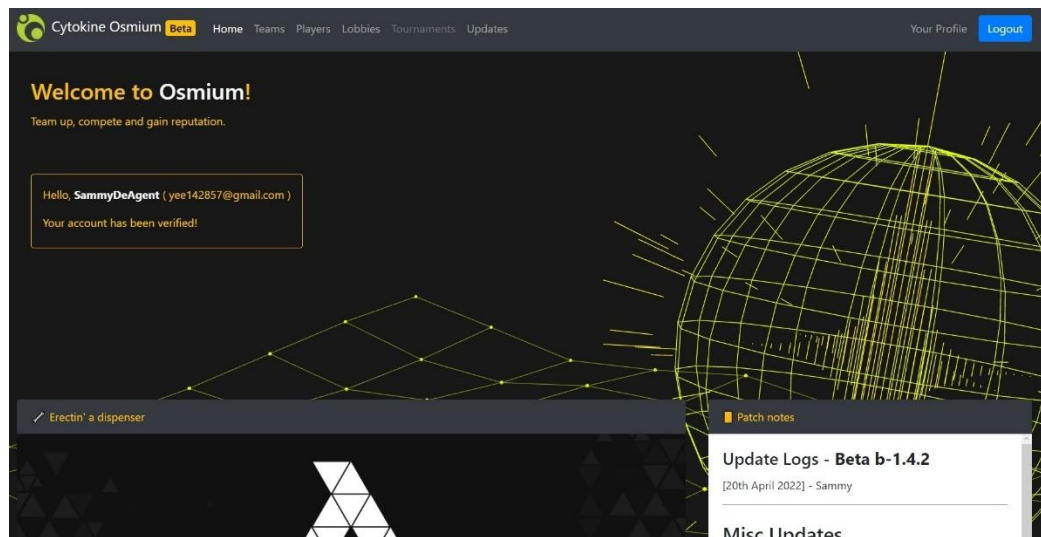 Cytokine Osmium Beta Home Teams Players Lobbies Tournaments Updates Your Profile Logout
Welcome to Osmium!
Team up, compete and gain reputation.
Hello, SammyDeAgent ( yee142857@gmail.com )
Your account has been verified!
Erectin' a dispenser
Patch notes
Update Logs - Beta b-1.4.2
[20th April 2022] - Sammy
Misc Updates